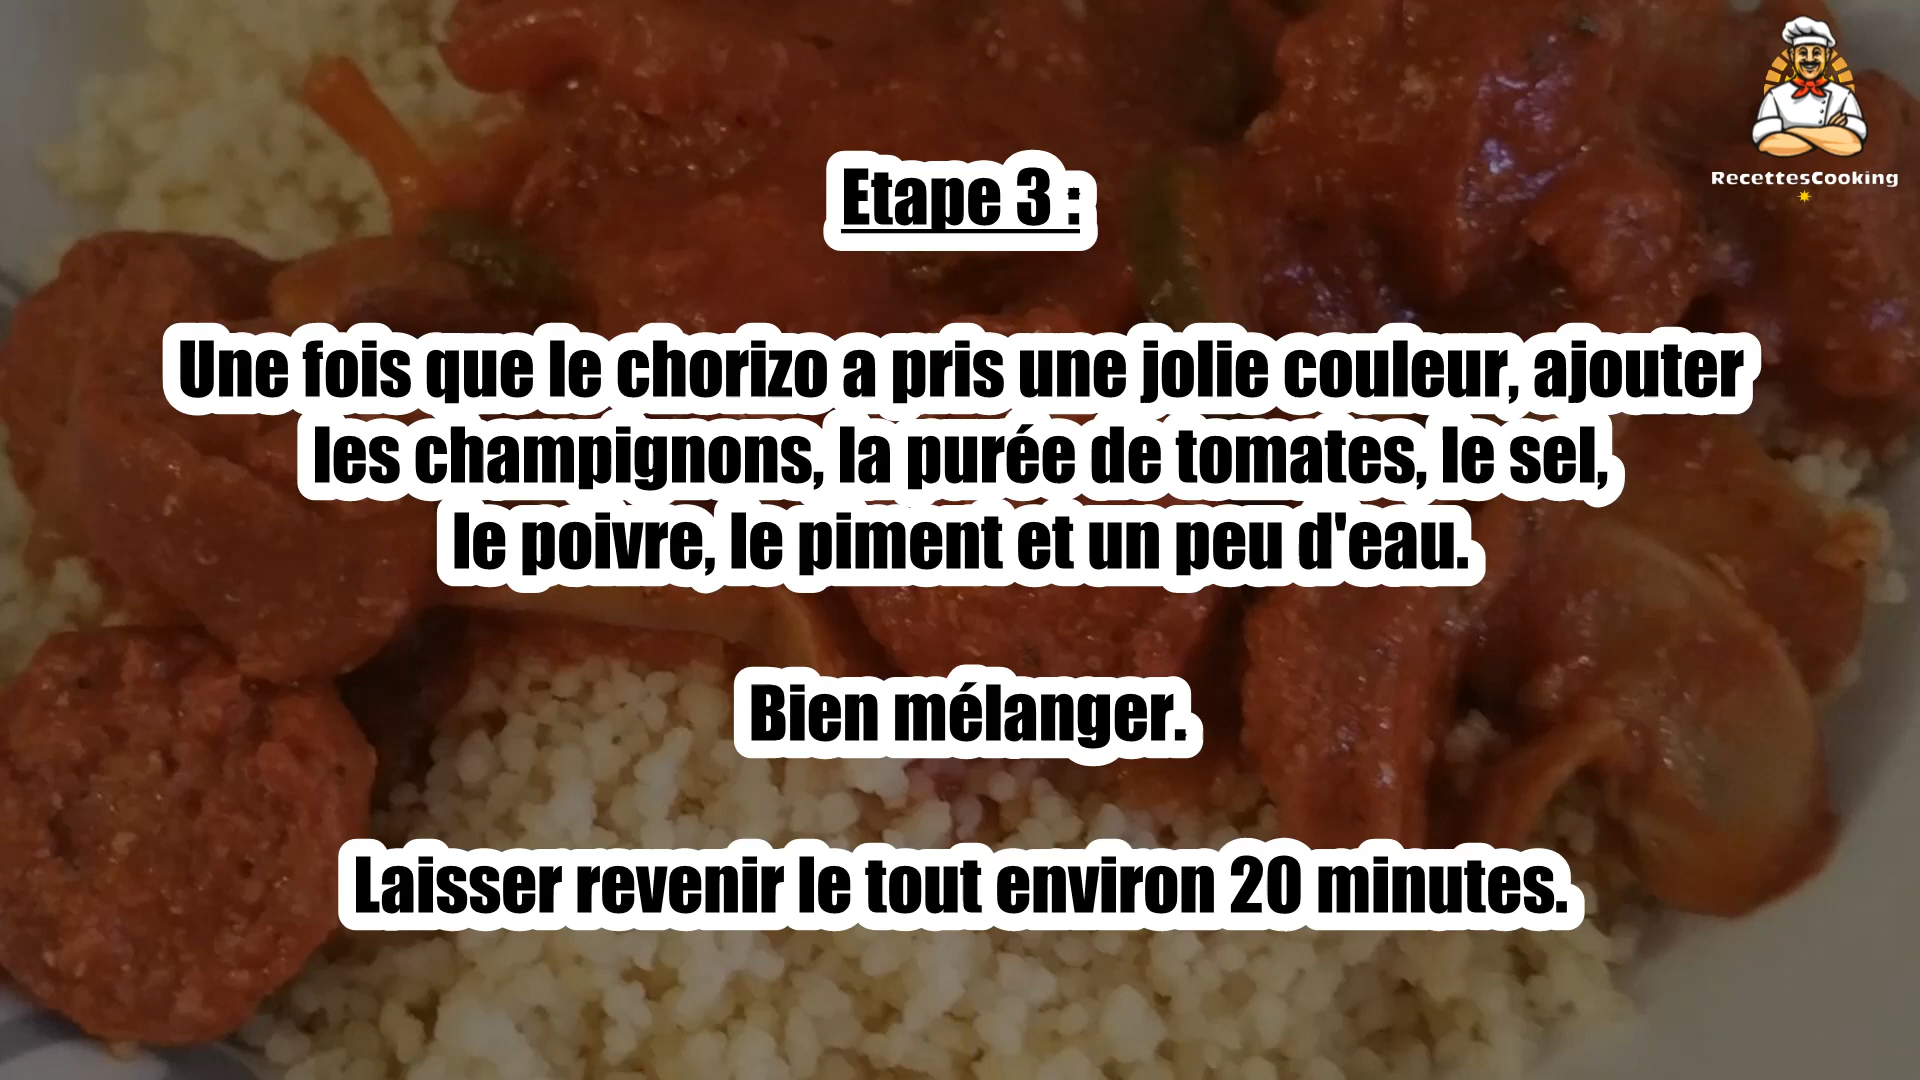 RecettesCooking
Etape 3 :
Une fois que le chorizo a pris une jolie couleur, ajouter
les champignons, la purée de tomates, le sel,
le poivre, le piment et un peu d'eau.
Bien mélanger.
Laisser revenir le tout environ 20 minutes.